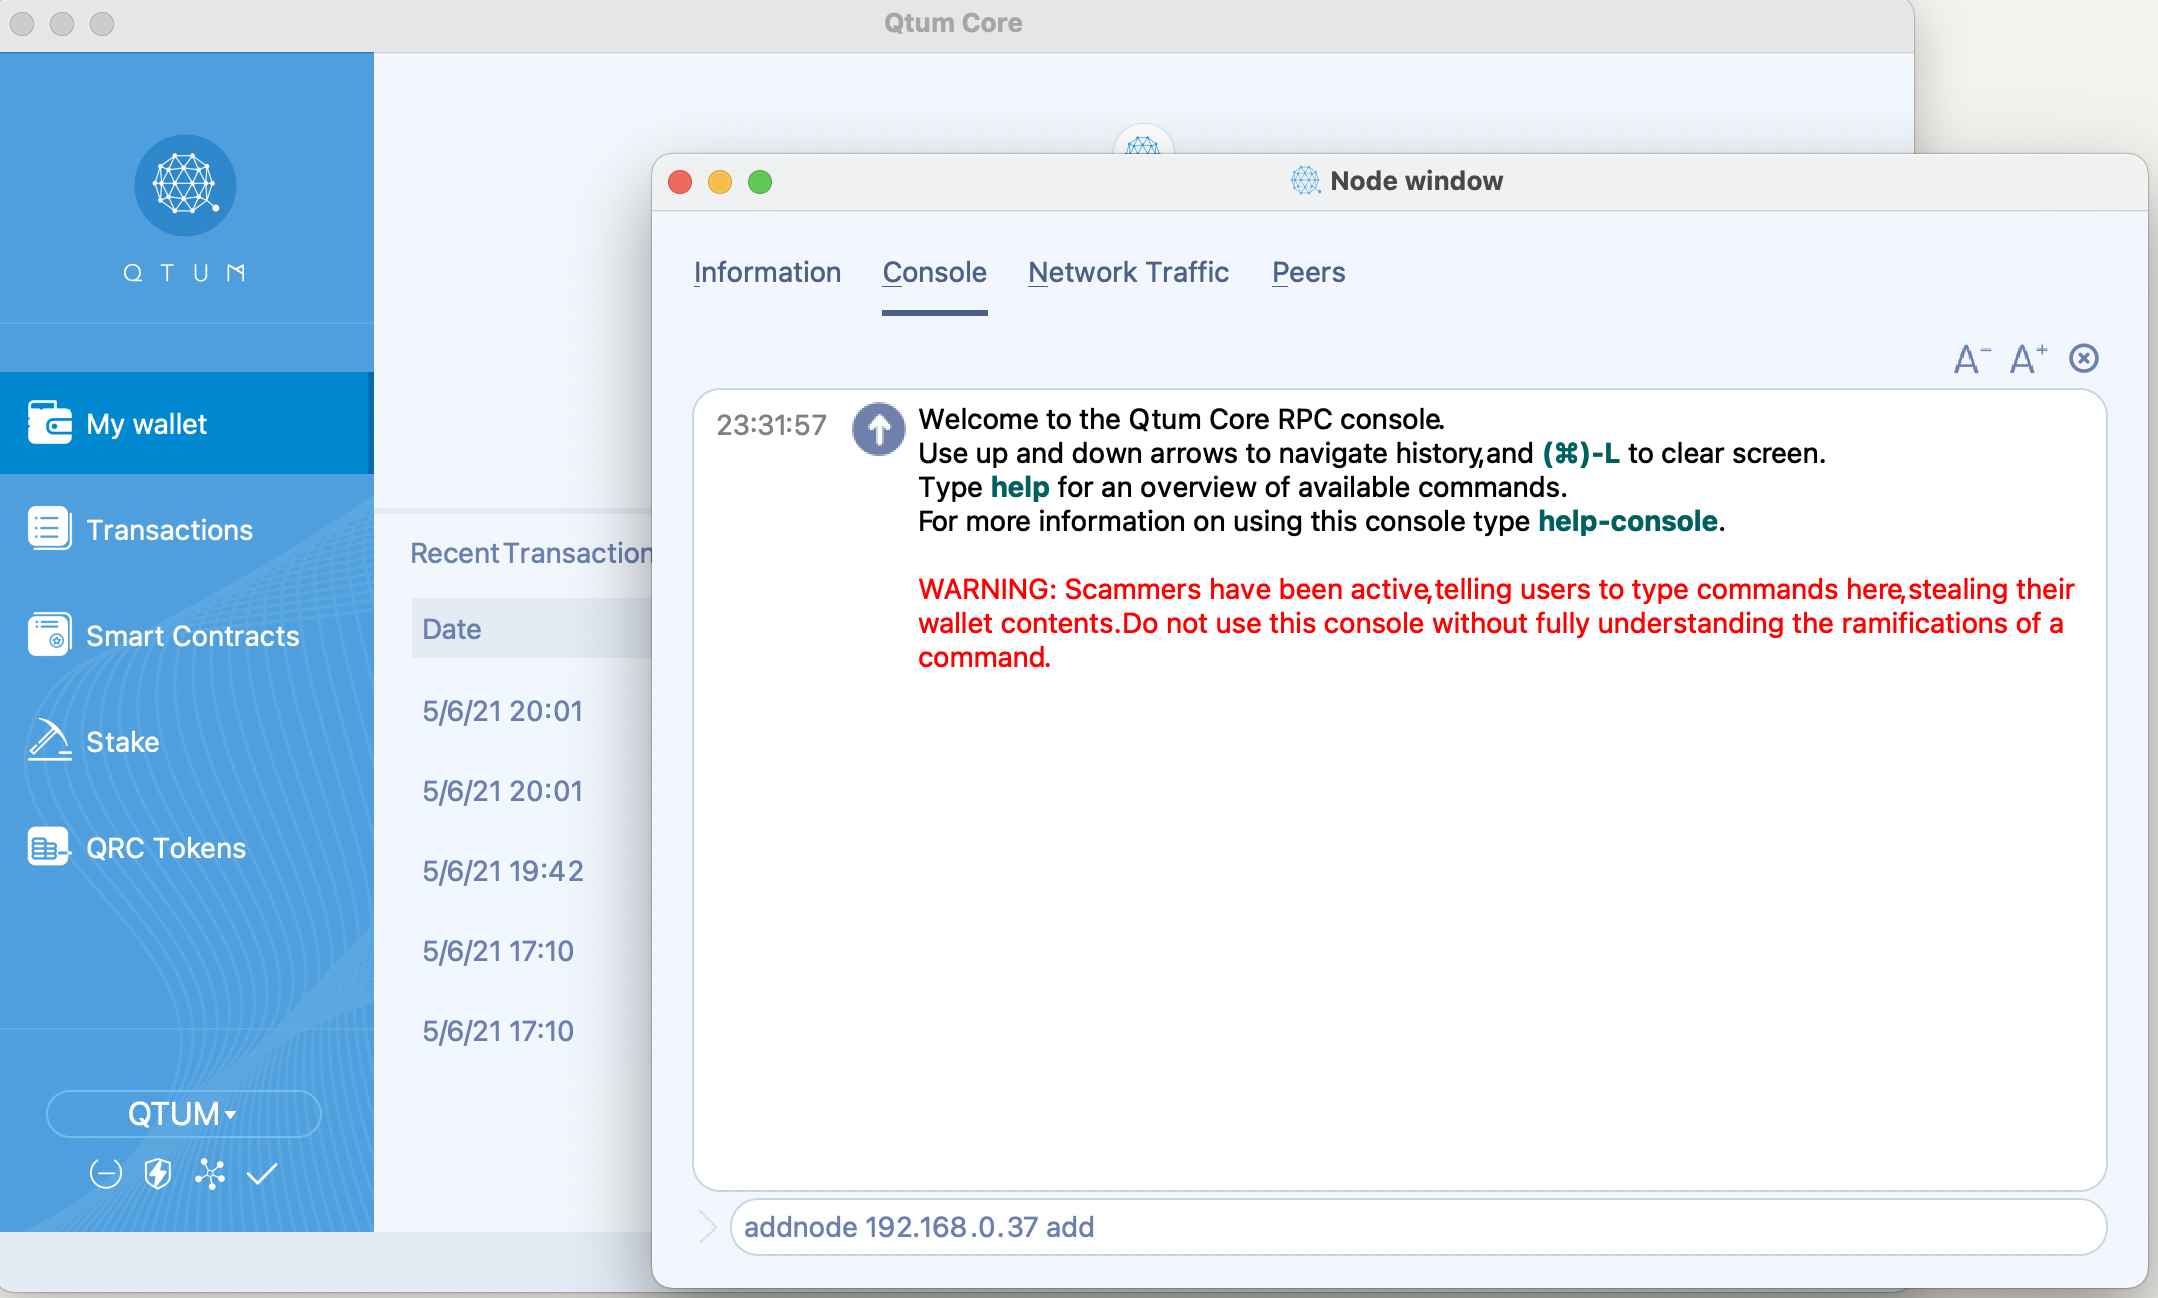 Qtum Core
QTUM
My wallet
Transactions
Smart Contracts
Stake
QRC Tokens
QTUM
Recent Transaction
Date
5/6/21 20:01
5/6/21 20:01
5/6/21 19:42
5/6/21 17:10
5/6/21 17:10
Node window
Information Console Network Traffic Peers
A- A+
23:31:57 Welcome to the Qtum Core RPC console.
Use up and down arrows to navigate history,and (⌘)-L to clear screen.
Type help for an overview of available commands.
For more information on using this console type help-console.
WARNING: Scammers have been active,telling users to type commands here,stealing their
wallet contents.Do not use this console without fully understanding the ramifications of a
command.
addnode 192.168.0.37 add